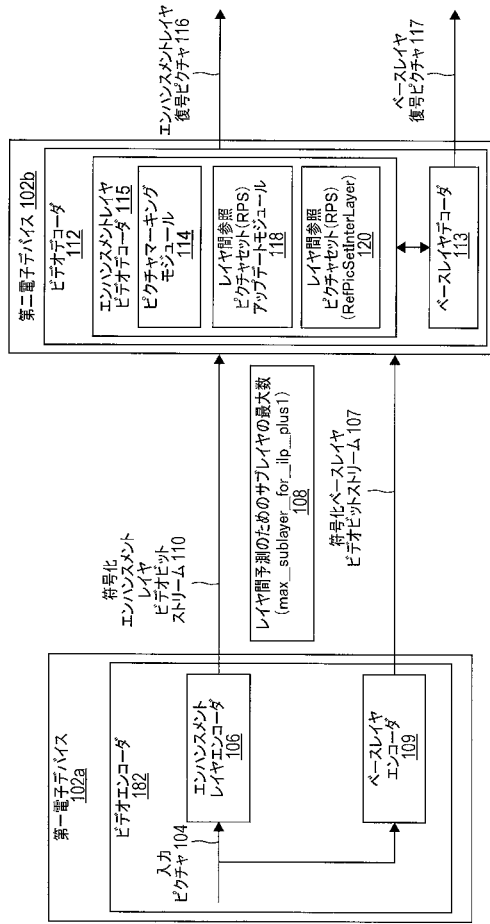 第一電子デバイス
102a
ビデオエンコーダ
182
入力
ピクチャ 104
エンハンスメント
レイヤエンコーダ
106
ベースレイヤ
エンコーダ
109
符号化
エンハンスメント
レイヤ
ビデオビット
ストリーム 110
レイヤ間予測のためのサブレイヤの最大数
(max_sublayer_for_ilp_plus1)
108
符号化ベースレイヤ
ビデオビットストリーム 107
第二電子デバイス 102b
ビデオデコーダ
112
エンハンスメントレイヤ
ビデオデコーダ 115
ピクチャマーキング
モジュール
114
レイヤ間参照
ピクチャセット(RPS)
アップデートモジュール
118
レイヤ間参照
ピクチャセット(RPS)
(RefPicSetInterLayer)
120
ベースレイヤデコーダ
113
エンハンスメントレイヤ
復号ピクチャ 116
ベースレイヤ
復号ピクチャ 117